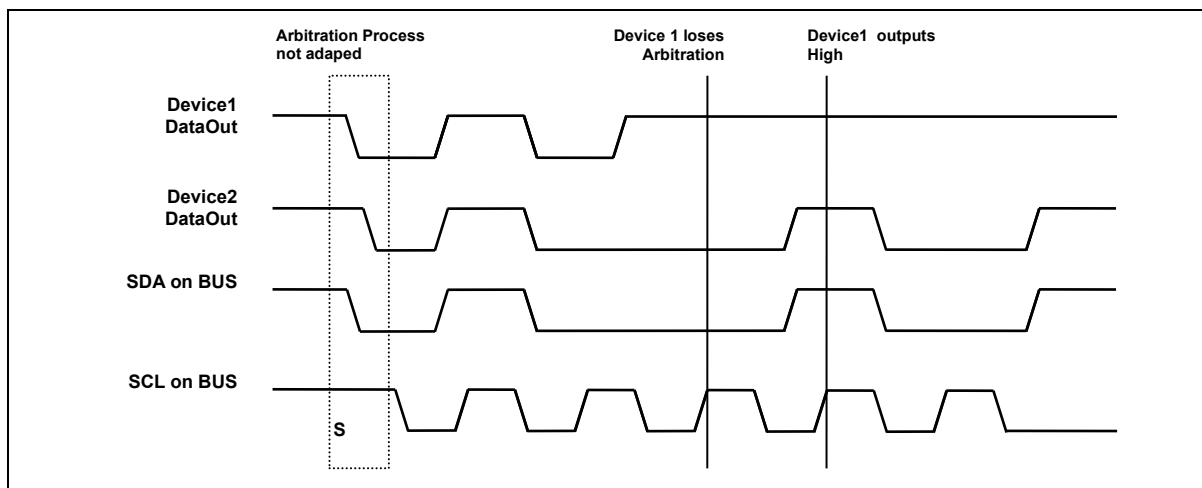 Arbitration Process
not adaped
Device 1 loses
Arbitration
Device1 outputs
High
Device1
DataOut
Device2
DataOut
SDA on BUS
SCL on BUS
S